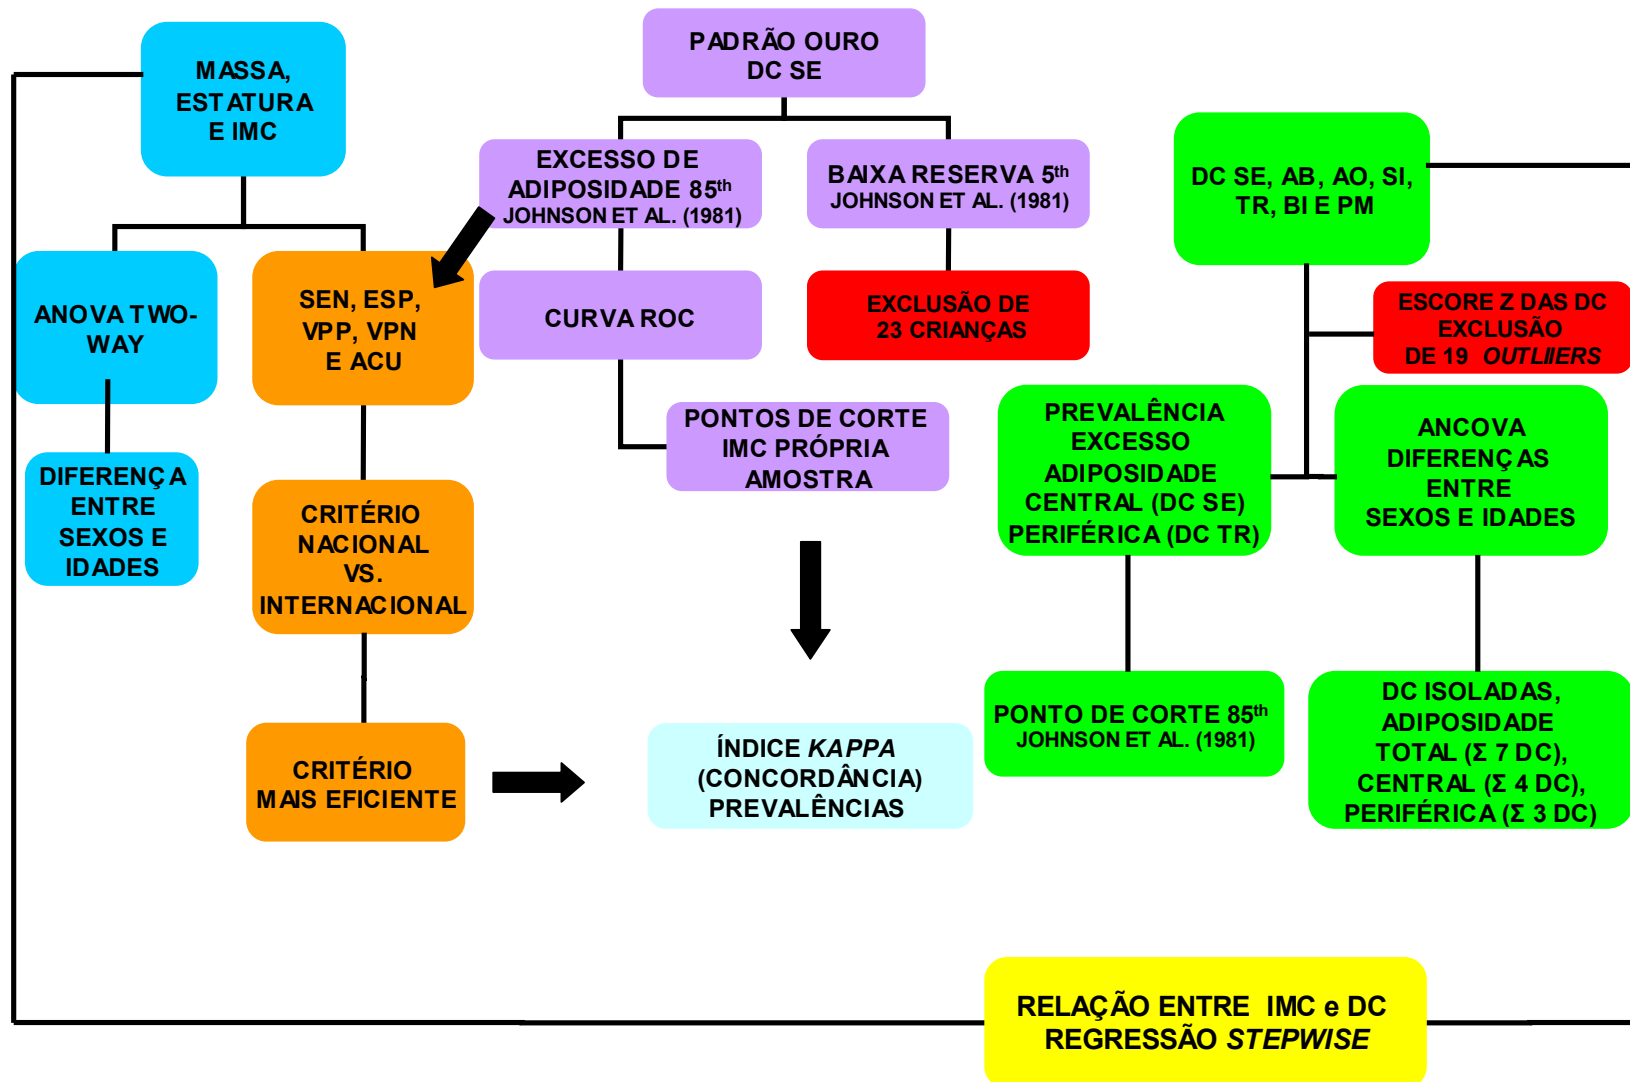 MASSA,
ESTATURA
E IMC
PADRÃO OURO
DC SE
EXCESSO DE
ADIPOSIDADE 85th
JOHNSON ET AL. (1981)
BAIXA RESERVA 5th
JOHNSON ET AL. (1981)
DC SE, AB, AO, SI,
TR, BI E PM
ANOVA TWO-
WAY
SEN, ESP,
VPP, VPN
E ACU
CURVA ROC
EXCLUSÃO DE
23 CRIANÇAS
ESCORE Z DAS DC
EXCLUSÃO
DE 19 OUTLIIERS
PONTOS DE CORTE
IMC PRÓPRIA
AMOSTRA
PREVALÊNCIA
EXCESSO
ADIPOSIDADE
CENTRAL (DC SE)
PERIFÉRICA (DC TR)
ANCOVA
DIFERENÇAS
ENTRE
SEXOS E IDADES
DIFERENÇA
ENTRE
SEXOS E
IDADES
CRITÉRIO
NACIONAL
VS.
INTERNACIONAL
PONTO DE CORTE 85th
JOHNSON ET AL. (1981)
DC ISOLADAS,
ADIPOSIDADE
TOTAL (Σ 7 DC),
CENTRAL (Σ 4 DC),
PERIFÉRICA (Σ 3 DC)
CRITÉRIO
MAIS EFICIENTE
ÍNDICE KAPPA
(CONCORDÂNCIA)
PREVALÊNCIAS
RELAÇÃO ENTRE IMC e DC
REGRESSÃO STEPWISE